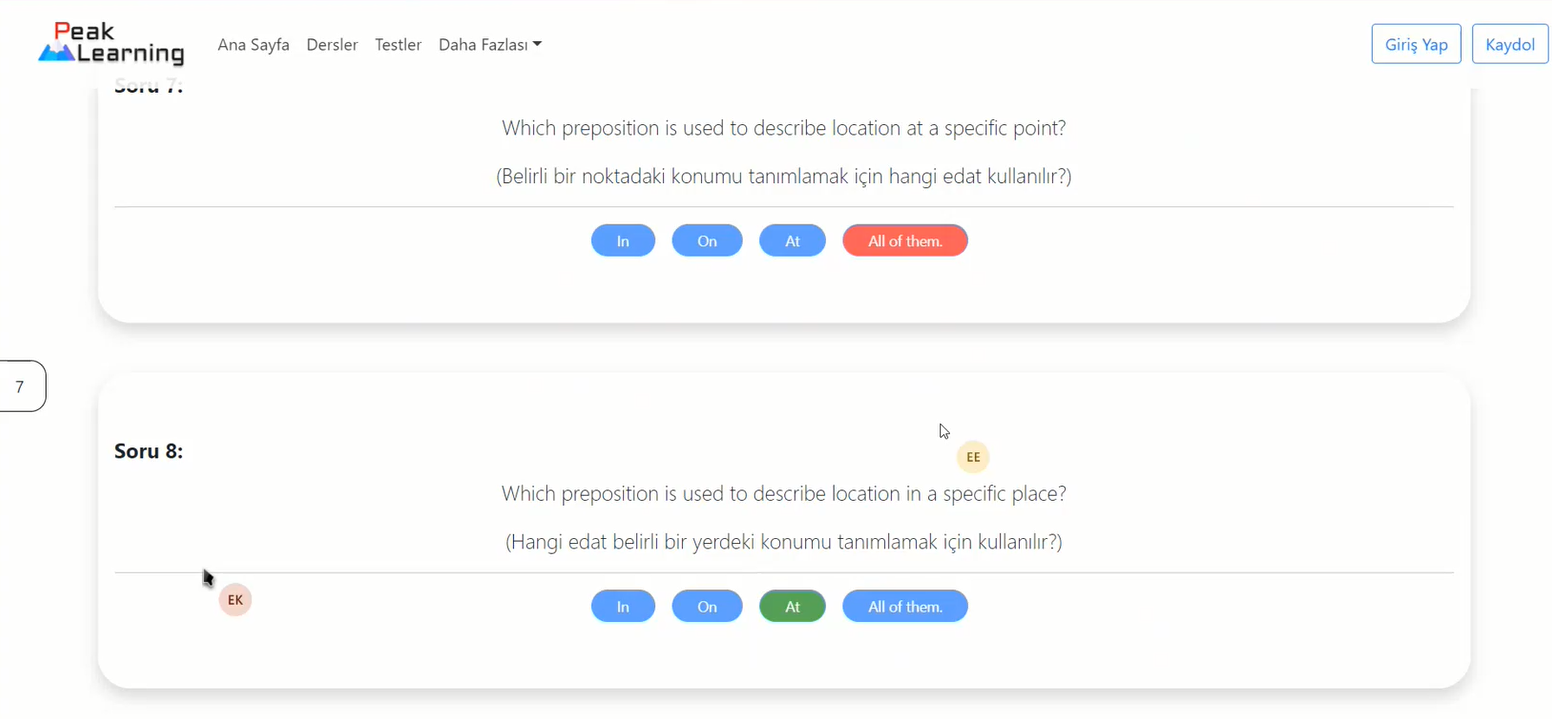 Peak
Learning
Ana Sayfa Dersler Testler Daha Fazlası
Giriş Yap Kaydol
Soru 7:
Which preposition is used to describe location at a specific point?
(Belirli bir noktadaki konumu tanımlamak için hangi edat kullanılır?)
In On At All of them.
7
EE
Soru 8:
Which preposition is used to describe location in a specific place?
(Hangi edat belirli bir yerdeki konumu tanımlamak için kullanılır?)
EK
In On At All of them.